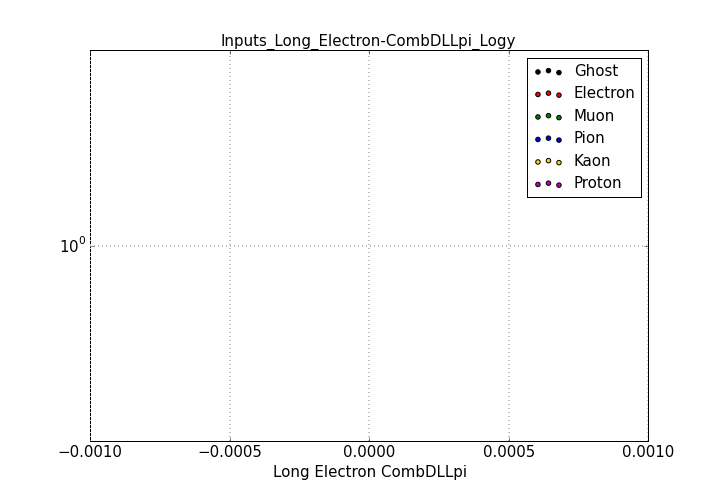 Inputs_Long_Electron-CombDLLpi_Logy
Ghost
Electron
Muon
Pion
Kaon
Proton
10^0
−0.0010 −0.0005 0.0000 0.0005 0.0010
Long Electron CombDLLpi